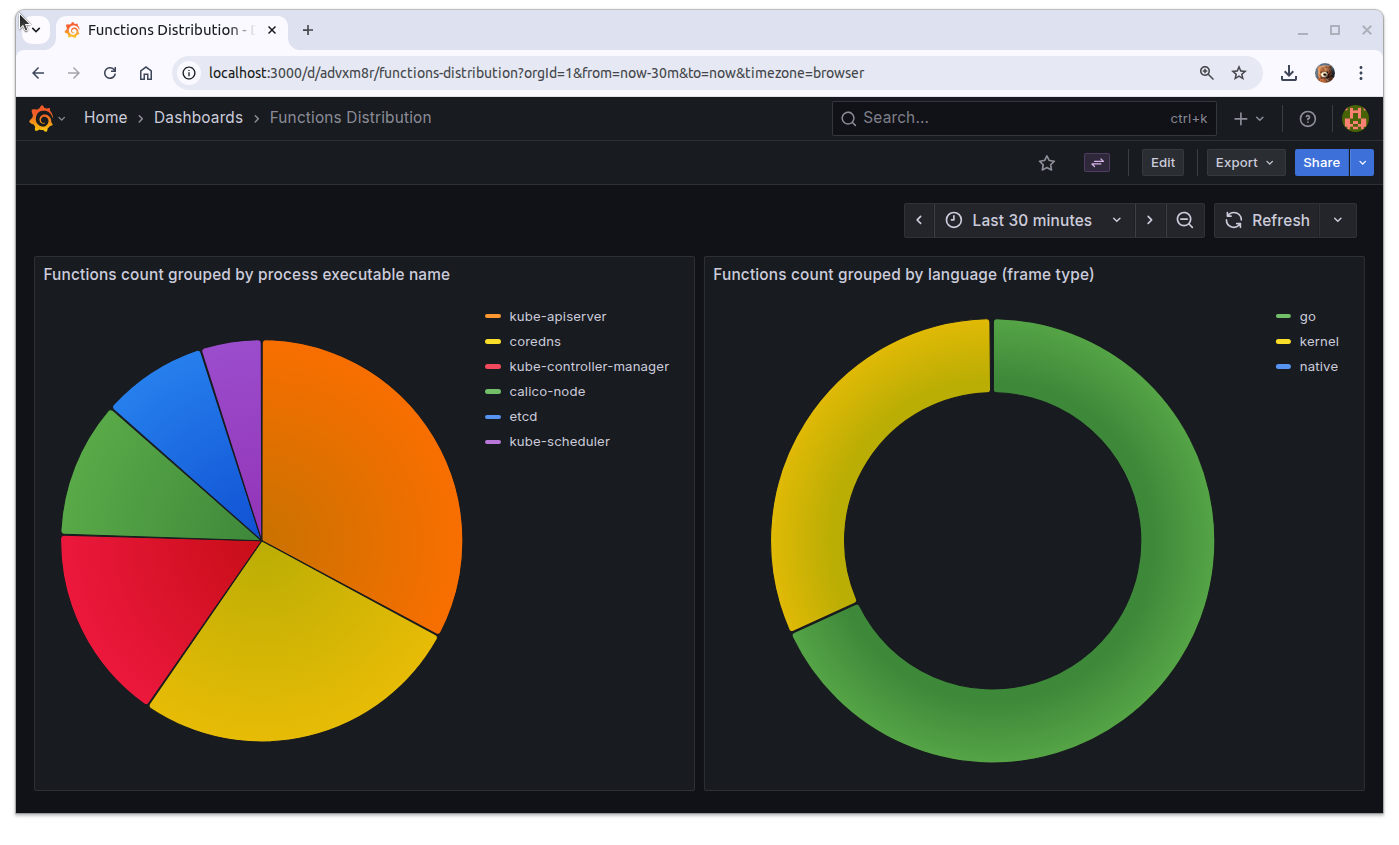 Functions Distribution -
localhost:3000/d/advxm8r/functions-distribution?orgId=1&from=now-30m&to=now&timezone=browser
Home › Dashboards › Functions Distribution
Search... ctrl+k
Edit Export Share
Last 30 minutes Refresh
Functions count grouped by process executable name
kube-apiserver
coredns
kube-controller-manager
calico-node
etcd
kube-scheduler
Functions count grouped by language (frame type)
go
kernel
native